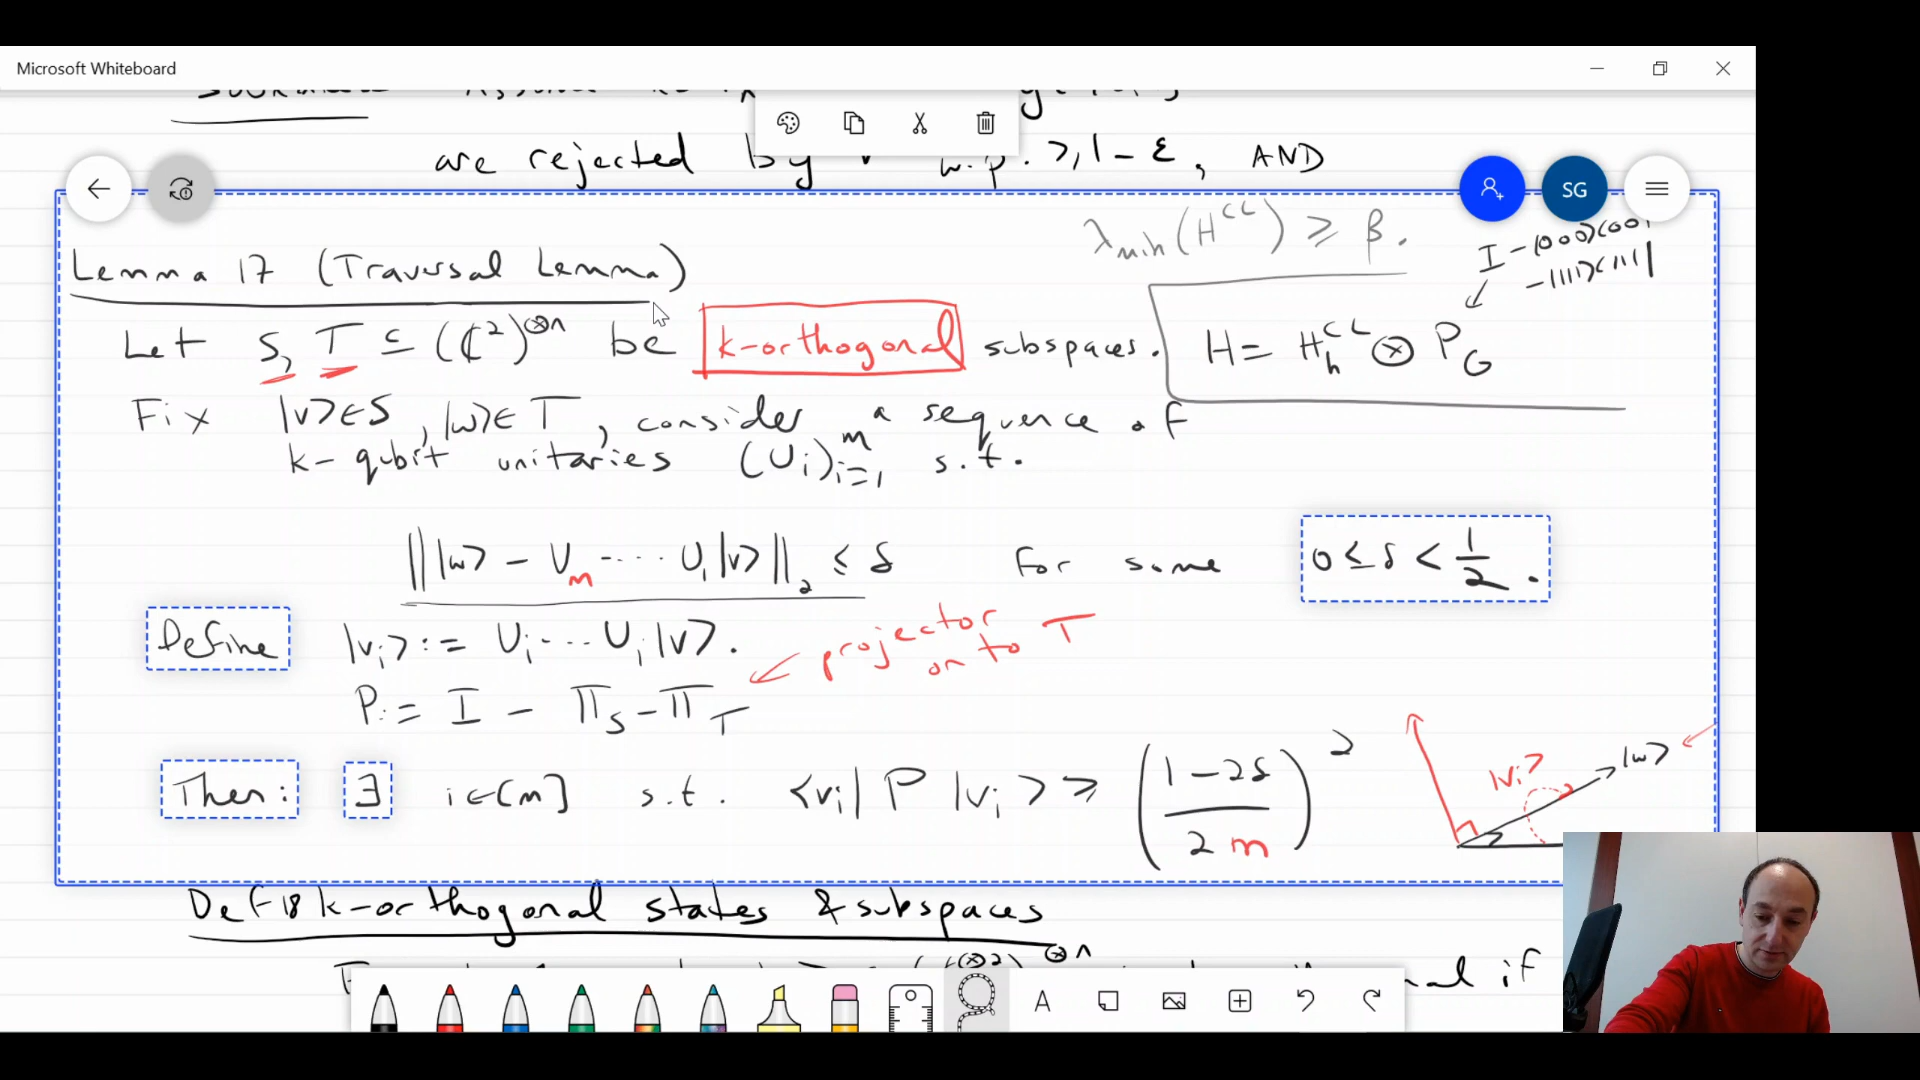 Microsoft Whiteboard
are rejected by w.p. ≥ 1-ε, AND
SG
λmin(H^CL) ≥ β.
I - |000><00
- |111><111|
Lemma 17 (Traversal Lemma)
Let S, T ⊆ (ℂ²)^⊗n be k-orthogonal subspaces.
H = H_h^CL ⊗ P_G
Fix |v>∈S, |w>∈T, consider a sequence of
k-qubit unitaries (U_i)_{i=1}^m s.t.
|| |w> - U_m ···· U_1|v> ||_2 ≤ δ for some 0 ≤ δ < 1/2.
Define |v_i> := U_i ···· U_1|v>.
← projector onto T
P := I - Π_S - Π_T
Then: ∃ i∈[m] s.t. <v_i| P |v_i> ≥ ((1-2δ)/(2m))^2
|v_i> |w>
Def 18 k-orthogonal states & subspaces
⊗n
if
A